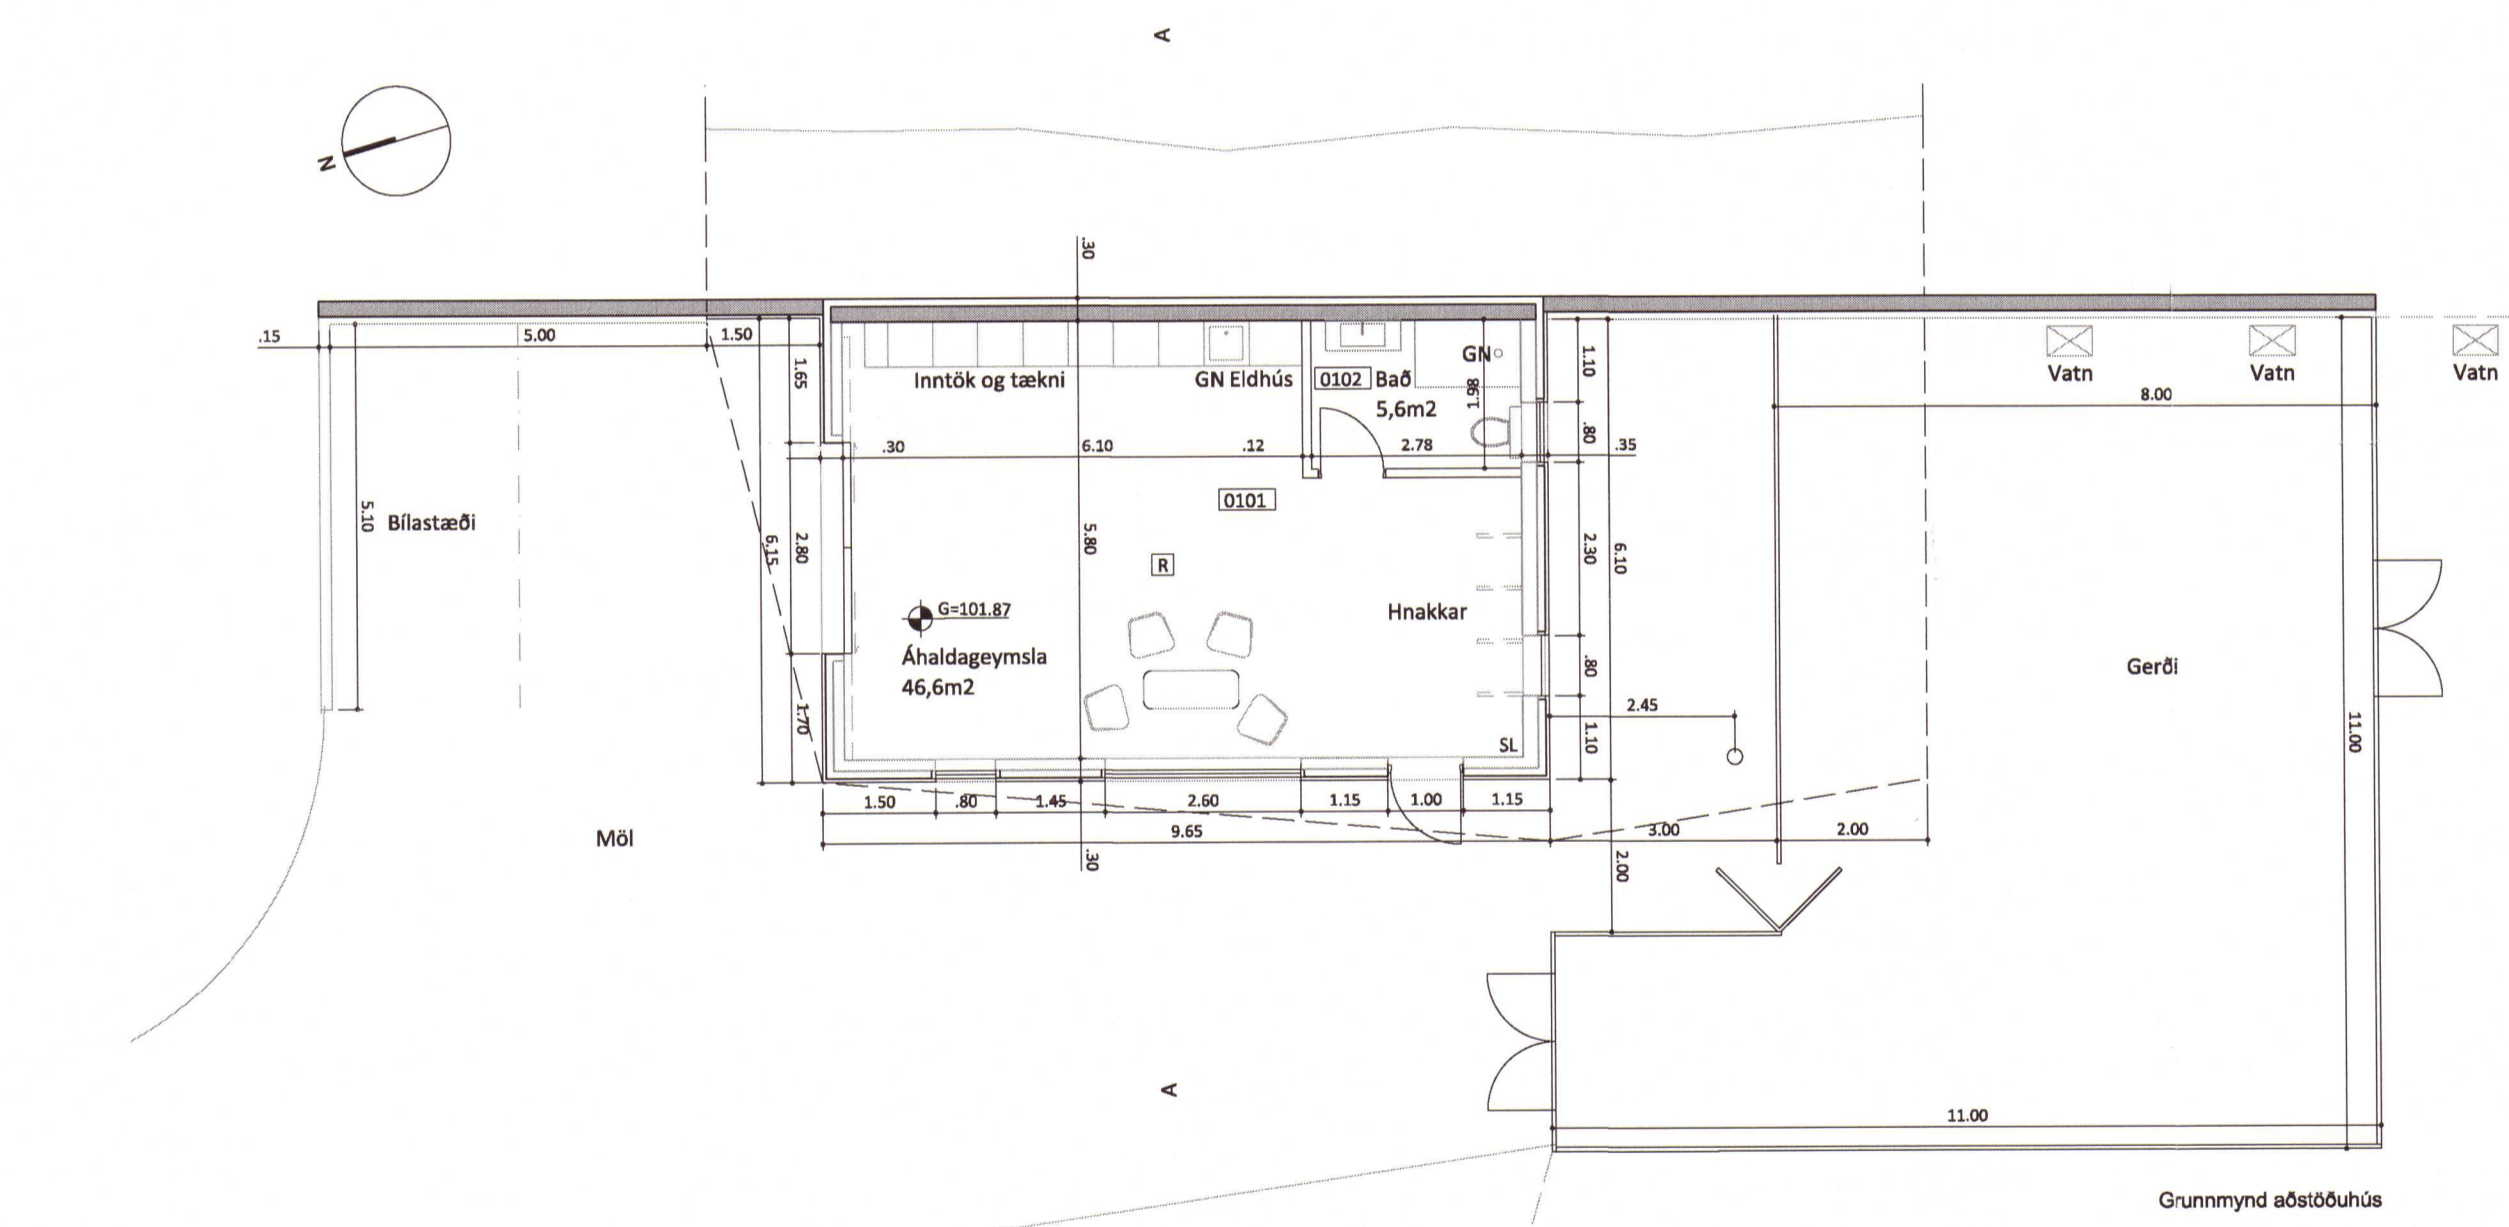 A
N
.30
.15
5.00
1.50
1.65
Inntök og tækni
GN Eldhús
0102 Bað
5,6m2
GN
1.98
1.10
Vatn
Vatn
Vatn
8.00
.30
6.10
.12
2.78
.80
.35
0101
5.10
Bílastæði
6.15
2.80
5.80
R
2.30
6.10
G=101.87
Áhaldageymsla
46,6m2
Hnakkar
.80
Gerði
1.70
2.45
SL
1.10
11.00
1.50
.80
1.45
2.60
1.15
1.00
1.15
9.65
3.00
2.00
Möl
.30
2.00
A
11.00
Grunnmynd aðstöðuhús